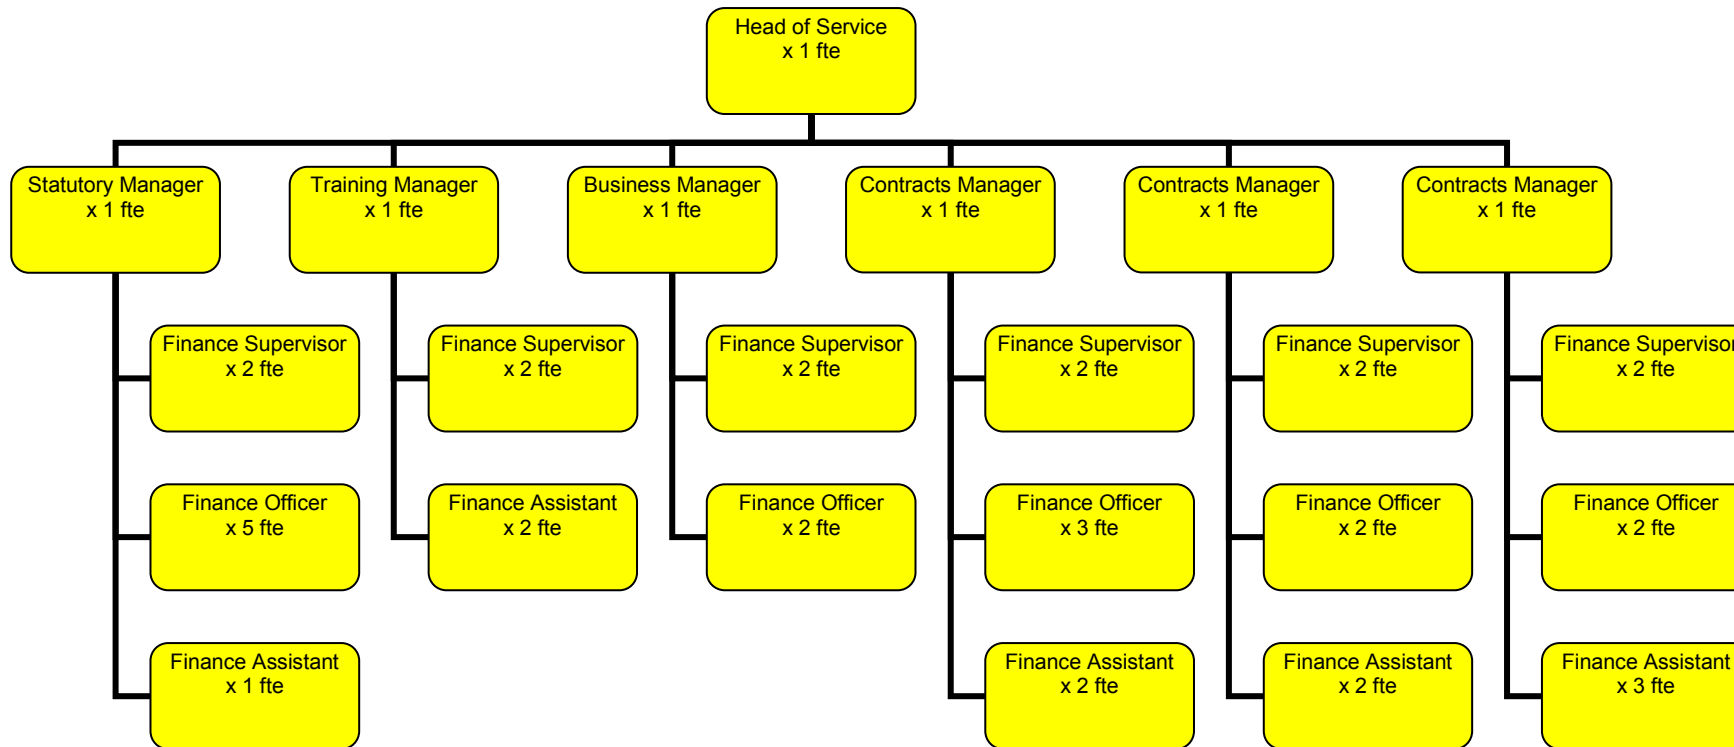 Head of Service
x 1 fte
Statutory Manager
x 1 fte
Training Manager
x 1 fte
Business Manager
x 1 fte
Contracts Manager
x 1 fte
Contracts Manager
x 1 fte
Contracts Manager
x 1 fte
Finance Supervisor
x 2 fte
Finance Supervisor
x 2 fte
Finance Supervisor
x 2 fte
Finance Supervisor
x 2 fte
Finance Supervisor
x 2 fte
Finance Supervisor
x 2 fte
Finance Officer
x 5 fte
Finance Assistant
x 2 fte
Finance Officer
x 2 fte
Finance Officer
x 3 fte
Finance Officer
x 2 fte
Finance Officer
x 2 fte
Finance Assistant
x 1 fte
Finance Assistant
x 2 fte
Finance Assistant
x 2 fte
Finance Assistant
x 3 fte